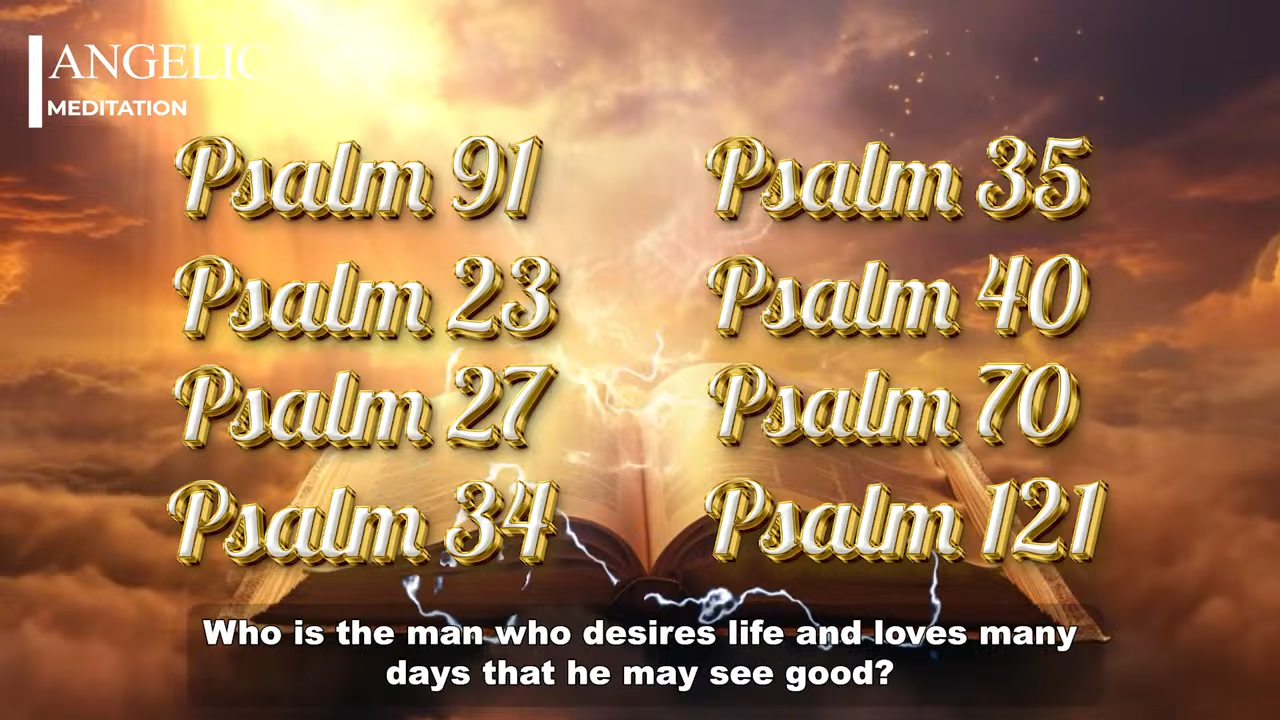 ANGELIC
MEDITATION
Psalm 91
Psalm 23
Psalm 27
Psalm 34
Psalm 35
Psalm 40
Psalm 70
Psalm 121
Who is the man who desires life and loves many
days that he may see good?